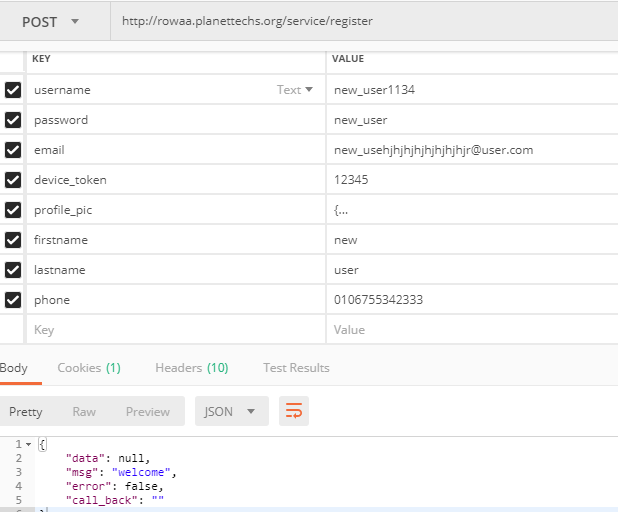 POST http://rowaa.planettechs.org/service/register
KEY VALUE
username Text new_user1134
password new_user
email new_usehjhjhjhjhjhjhjhjr@user.com
device_token 12345
profile_pic {...
firstname new
lastname user
phone 0106755342333
Key Value
Body Cookies (1) Headers (10) Test Results
Pretty Raw Preview JSON
1 {
2 "data": null,
3 "msg": "welcome",
4 "error": false,
5 "call_back": ""
6 }